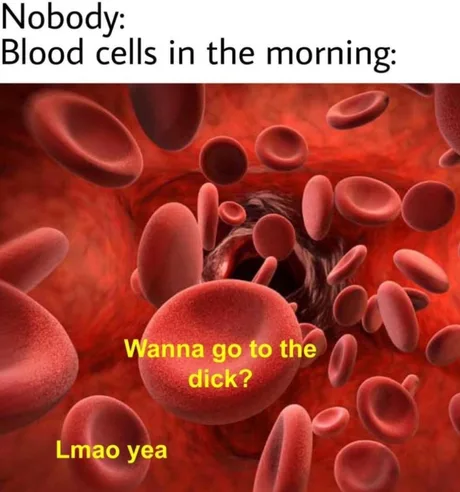 Nobody:
Blood cells in the morning:
Wanna go to the
dick?
Lmao yea